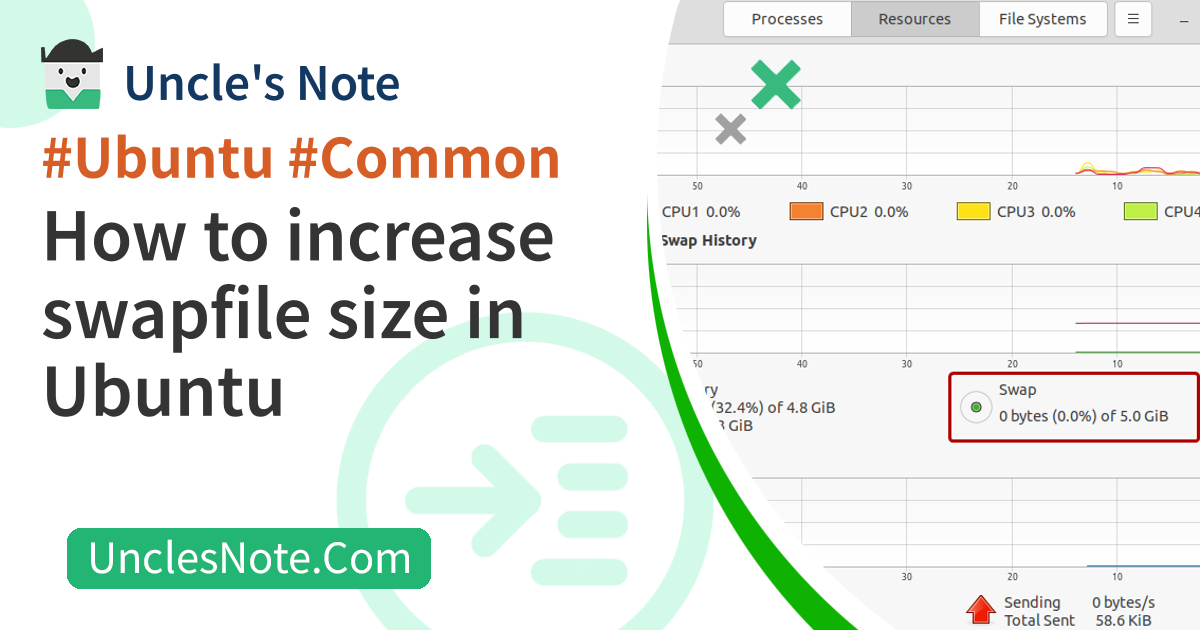 Uncle's Note
#Ubuntu #Common
How to increase
swapfile size in
Ubuntu
UnclesNote.Com
Processes Resources File Systems
50 40 30 20 10
CPU1 0.0% CPU2 0.0% CPU3 0.0% CPU4
Swap History
50 40 30 20 10
ry
(32.4%) of 4.8 GiB
GiB
Swap
0 bytes (0.0%) of 5.0 GiB
30 20 10
Sending 0 bytes/s
Total Sent 58.6 KiB